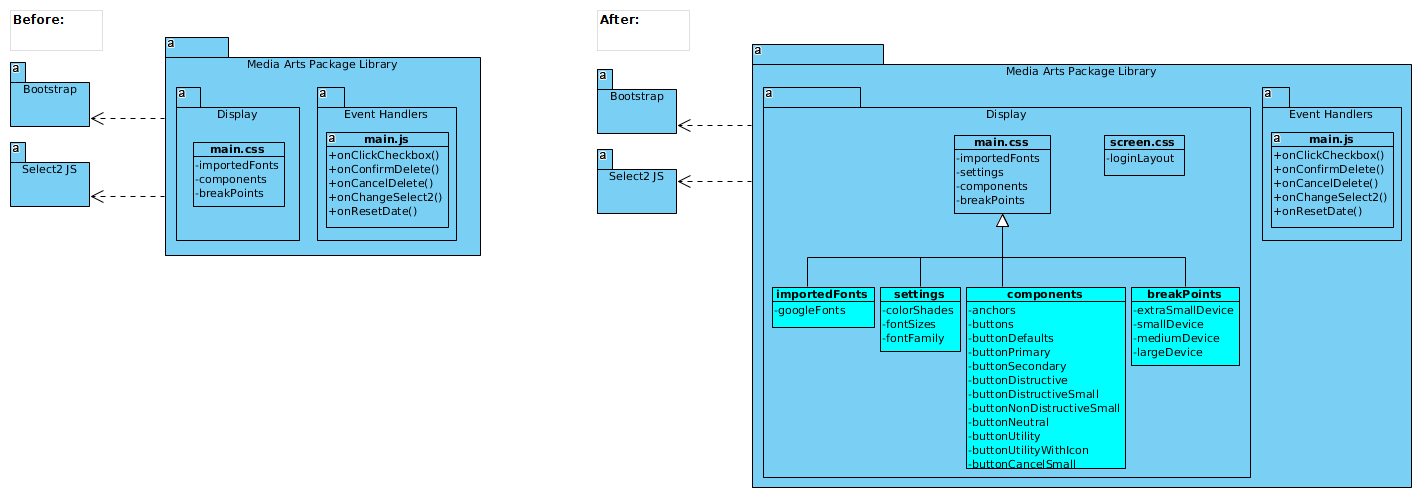 Before:
a
Media Arts Package Library
a
Bootstrap
a
Select2 JS
a
Display
main.css
-importedFonts
-components
-breakPoints
a
Event Handlers
a
main.js
+onClickCheckbox()
+onConfirmDelete()
+onCancelDelete()
+onChangeSelect2()
+onResetDate()
After:
a
Media Arts Package Library
a
Bootstrap
a
Select2 JS
a
Display
main.css
-importedFonts
-settings
-components
-breakPoints
screen.css
-loginLayout
a
Event Handlers
a
main.js
+onClickCheckbox()
+onConfirmDelete()
+onCancelDelete()
+onChangeSelect2()
+onResetDate()
importedFonts
-googleFonts
settings
-colorShades
-fontSizes
-fontFamily
components
-anchors
-buttons
-buttonDefaults
-buttonPrimary
-buttonSecondary
-buttonDistructive
-buttonDistructiveSmall
-buttonNonDistructiveSmall
-buttonNeutral
-buttonUtility
-buttonUtilityWithIcon
-buttonCancelSmall
breakPoints
-extraSmallDevice
-smallDevice
-mediumDevice
-largeDevice